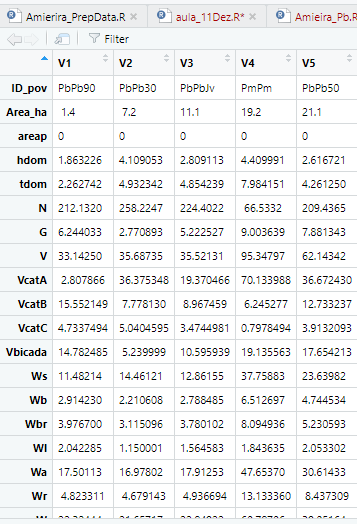 Amierira_PrepData.R × aula_11Dez.R* × Amieira_Pb.R
Filter
V1 V2 V3 V4 V5
ID_pov PbPb90 PbPb30 PbPbJv PmPm PbPb50
Area_ha 1.4 7.2 11.1 19.2 21.1
areap 0 0 0 0 0
hdom 1.863226 4.109053 2.809113 4.409991 2.616721
tdom 2.262742 4.932342 4.854239 7.984151 4.261250
N 212.1320 258.2247 224.4022 66.5332 209.4365
G 6.244033 2.770893 5.222527 9.003639 7.881343
V 33.14250 35.68735 35.52131 95.34797 62.14342
VcatA 2.807866 36.375348 19.370466 70.133988 36.672430
VcatB 15.552149 7.778130 8.967459 6.245277 12.733237
VcatC 4.7337494 5.0404595 3.4744981 0.7978494 3.9132093
Vbicada 14.782485 5.239999 10.595939 19.135563 17.654213
Ws 11.48214 14.46121 12.86155 37.75883 23.63982
Wb 2.914230 2.210608 2.788485 6.512697 4.744534
Wbr 3.976700 3.115096 3.780102 8.094936 5.230593
Wl 2.042285 1.150001 1.564583 1.843635 2.053302
Wa 17.50113 16.97802 17.91253 47.65370 30.61433
Wr 4.823311 4.679143 4.936694 13.133360 8.437309